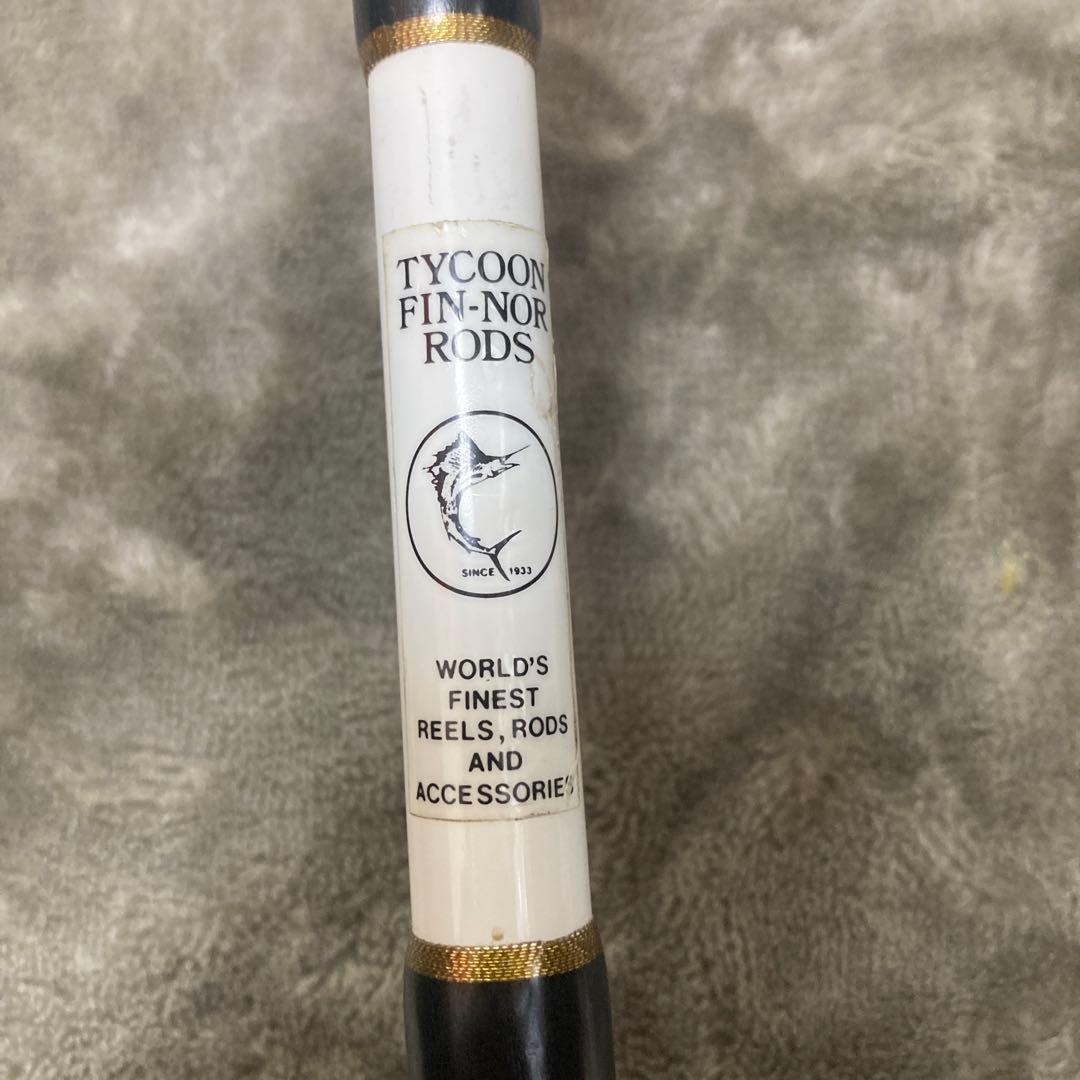 TYCOON
FIN-NOR
RODS
SINCE 1933
WORLD'S
FINEST
REELS, RODS
AND
ACCESSORIES